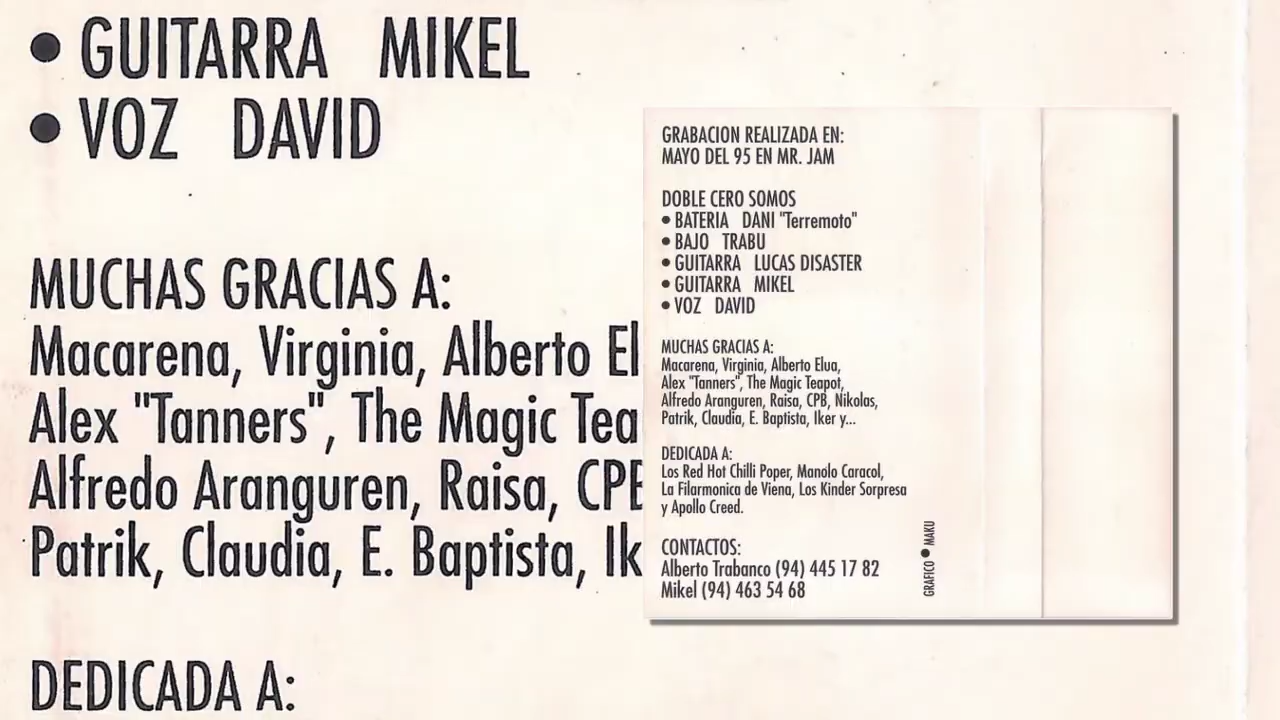 ● GUITARRA MIKEL
● VOZ DAVID
MUCHAS GRACIAS A:
Macarena, Virginia, Alberto El
Alex "Tanners", The Magic Tea
Alfredo Aranguren, Raisa, CPB
Patrik, Claudia, E. Baptista, Ik
DEDICADA A:
GRABACION REALIZADA EN:
MAYO DEL 95 EN MR. JAM
DOBLE CERO SOMOS
● BATERIA DANI "Terremoto"
● BAJO TRABU
● GUITARRA LUCAS DISASTER
● GUITARRA MIKEL
● VOZ DAVID
MUCHAS GRACIAS A:
Macarena, Virginia, Alberto Elua,
Alex "Tanners", The Magic Teapot,
Alfredo Aranguren, Raisa, CPB, Nikolas,
Patrik, Claudia, E. Baptista, Iker y...
DEDICADA A:
Los Red Hot Chilli Poper, Manolo Caracol,
La Filarmonica de Viena, Los Kinder Sorpresa
y Apollo Creed.
CONTACTOS:
Alberto Trabanco (94) 445 17 82
Mikel (94) 463 54 68
GRAFICO ● MAKU